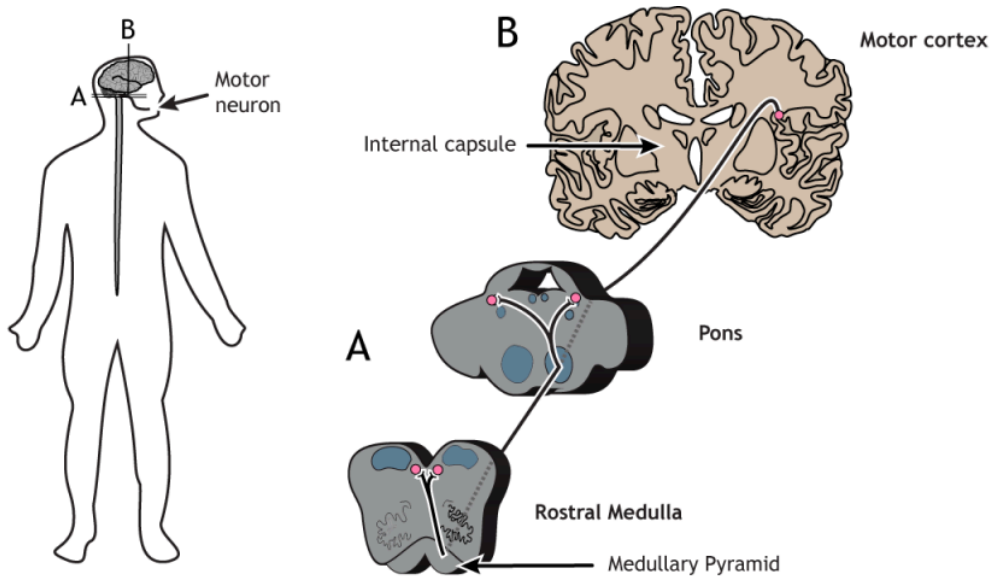 B
A
Motor
neuron
B
Motor cortex
Internal capsule
A
Pons
Rostral Medulla
Medullary Pyramid